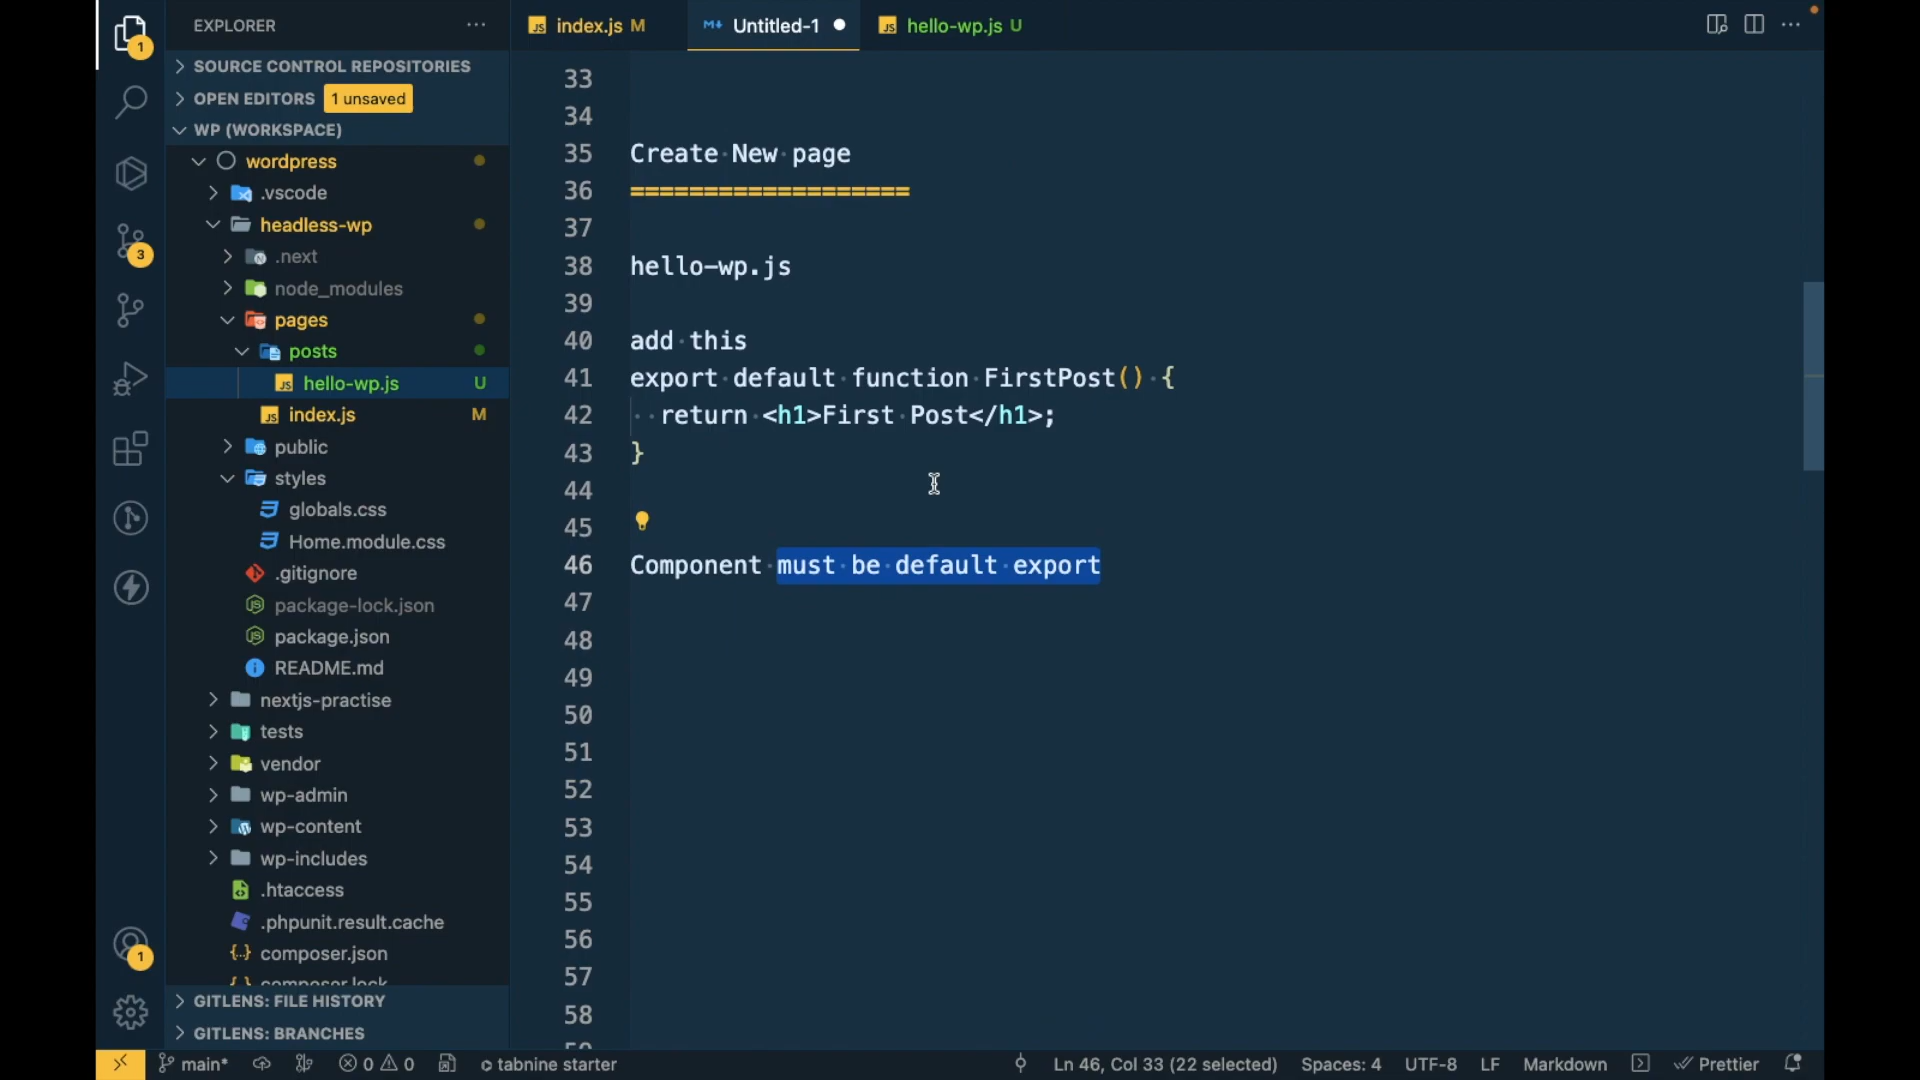 1
EXPLORER
index.js M
Untitled-1
hello-wp.js U
SOURCE CONTROL REPOSITORIES
OPEN EDITORS 1 unsaved
WP (WORKSPACE)
wordpress
.vscode
headless-wp
.next
node_modules
pages
posts
hello-wp.js U
index.js M
public
styles
globals.css
Home.module.css
.gitignore
package-lock.json
package.json
README.md
nextjs-practise
tests
vendor
wp-admin
wp-content
wp-includes
.htaccess
.phpunit.result.cache
composer.json
composer.lock
GITLENS: FILE HISTORY
GITLENS: BRANCHES
3
1
33
34
35 Create New page
36 ===================
37
38 hello-wp.js
39
40 add this
41 export default function FirstPost() {
42 return <h1>First Post</h1>;
43 }
44
45
46 Component must be default export
47
48
49
50
51
52
53
54
55
56
57
58
59
main* 0 0 tabnine starter Ln 46, Col 33 (22 selected) Spaces: 4 UTF-8 LF Markdown Prettier